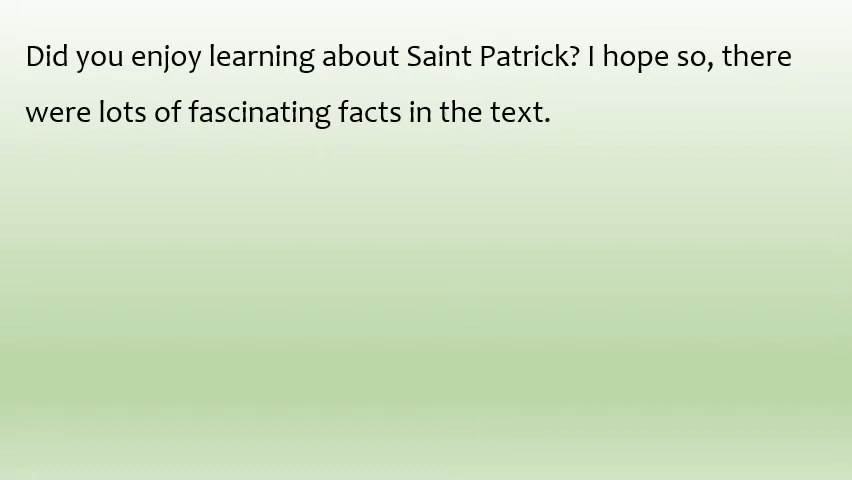 Did you enjoy learning about Saint Patrick? I hope so, there
were lots of fascinating facts in the text.